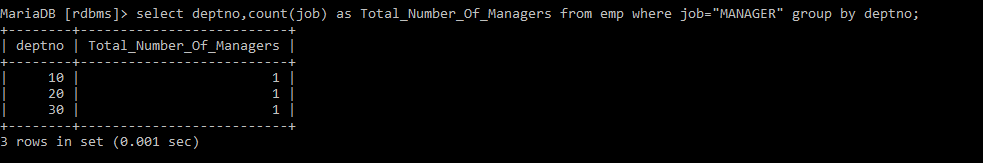 MariaDB [rdbms]> select deptno,count(job) as Total_Number_Of_Managers from emp where job="MANAGER" group by deptno;
+--------+--------------------------+
| deptno | Total_Number_Of_Managers |
+--------+--------------------------+
|     10 |                        1 |
|     20 |                        1 |
|     30 |                        1 |
+--------+--------------------------+
3 rows in set (0.001 sec)